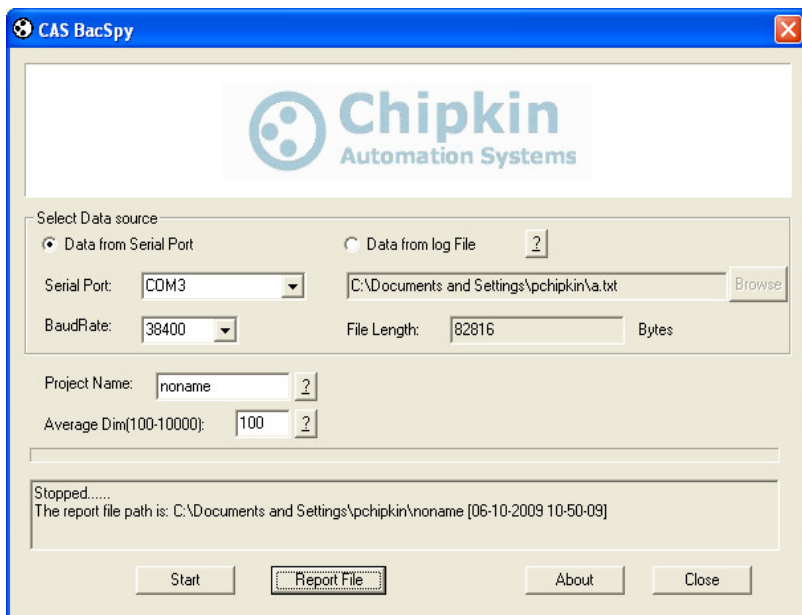 CAS BacSpy
Chipkin
Automation Systems
Select Data source
Data from Serial Port
Data from log File
?
Serial Port:
COM3
C:\Documents and Settings\pchipkin\a.txt
Browse
BaudRate:
38400
File Length:
82816
Bytes
Project Name:
noname
?
Average Dim(100-10000):
100
?
Stopped......
The report file path is: C:\Documents and Settings\pchipkin\noname [06-10-2009 10-50-09]
Start
Report File
About
Close